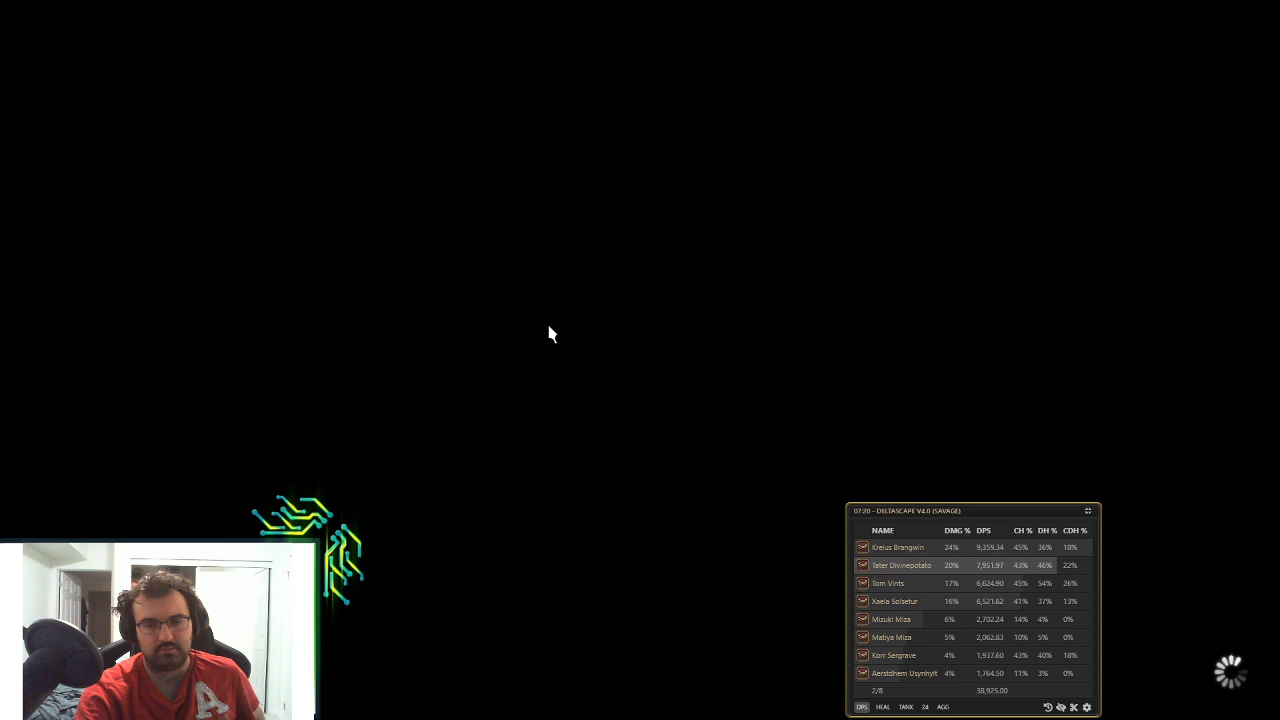 07:20 - DELTASCAPE V4.0 (SAVAGE)
NAME DMG % DPS CH % DH % CDH %
Kreius Brangwin 24% 9,359.34 45% 36% 18%
Tater Divinepotato 20% 7,951.97 43% 46% 22%
Tom Vints 17% 6,624.90 45% 54% 26%
Xaela Solsetur 16% 6,521.62 41% 37% 13%
Mizuki Miza 6% 2,702.24 14% 4% 0%
Matiya Miza 5% 2,062.83 10% 5% 0%
Korr Sergrave 4% 1,937.60 43% 40% 18%
Aerstdhem Usynhylt 4% 1,764.50 11% 3% 0%
2/8 38,925.00
DPS HEAL TANK 24 AGG
A